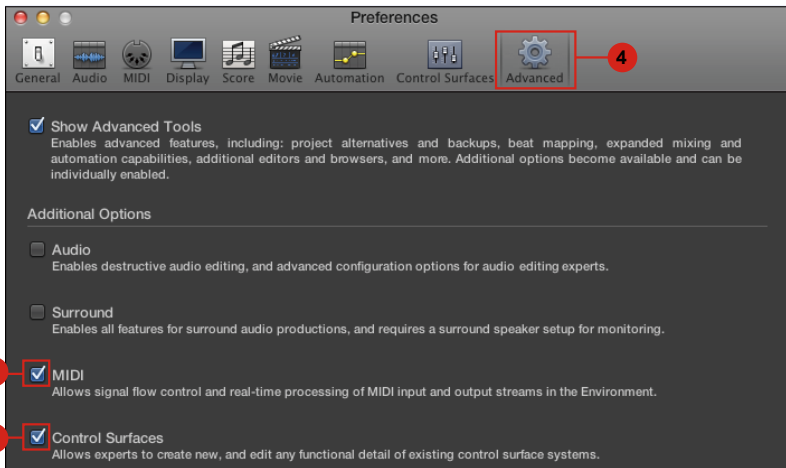 Preferences
General Audio MIDI Display Score Movie Automation Control Surfaces Advanced
4
Show Advanced Tools
Enables advanced features, including: project alternatives and backups, beat mapping, expanded mixing and
automation capabilities, additional editors and browsers, and more. Additional options become available and can be
individually enabled.
Additional Options
Audio
Enables destructive audio editing, and advanced configuration options for audio editing experts.
Surround
Enables all features for surround audio productions, and requires a surround speaker setup for monitoring.
MIDI
Allows signal flow control and real-time processing of MIDI input and output streams in the Environment.
Control Surfaces
Allows experts to create new, and edit any functional detail of existing control surface systems.